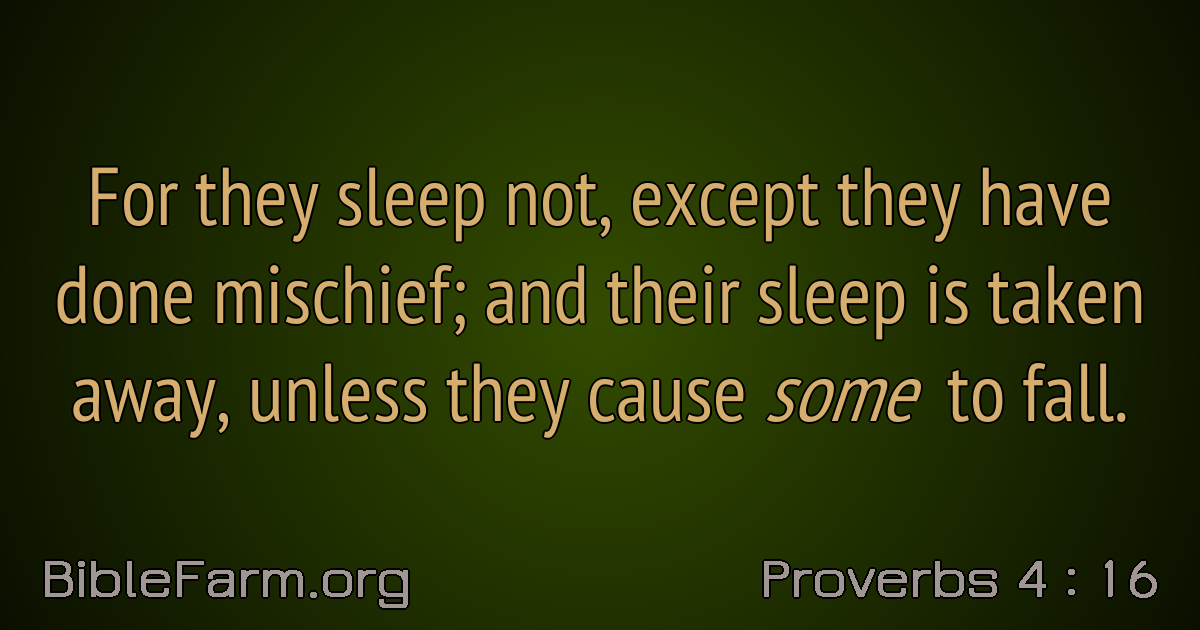 For they sleep not, except they have
done mischief; and their sleep is taken
away, unless they cause some to fall.
BibleFarm.org
Proverbs 4 : 16